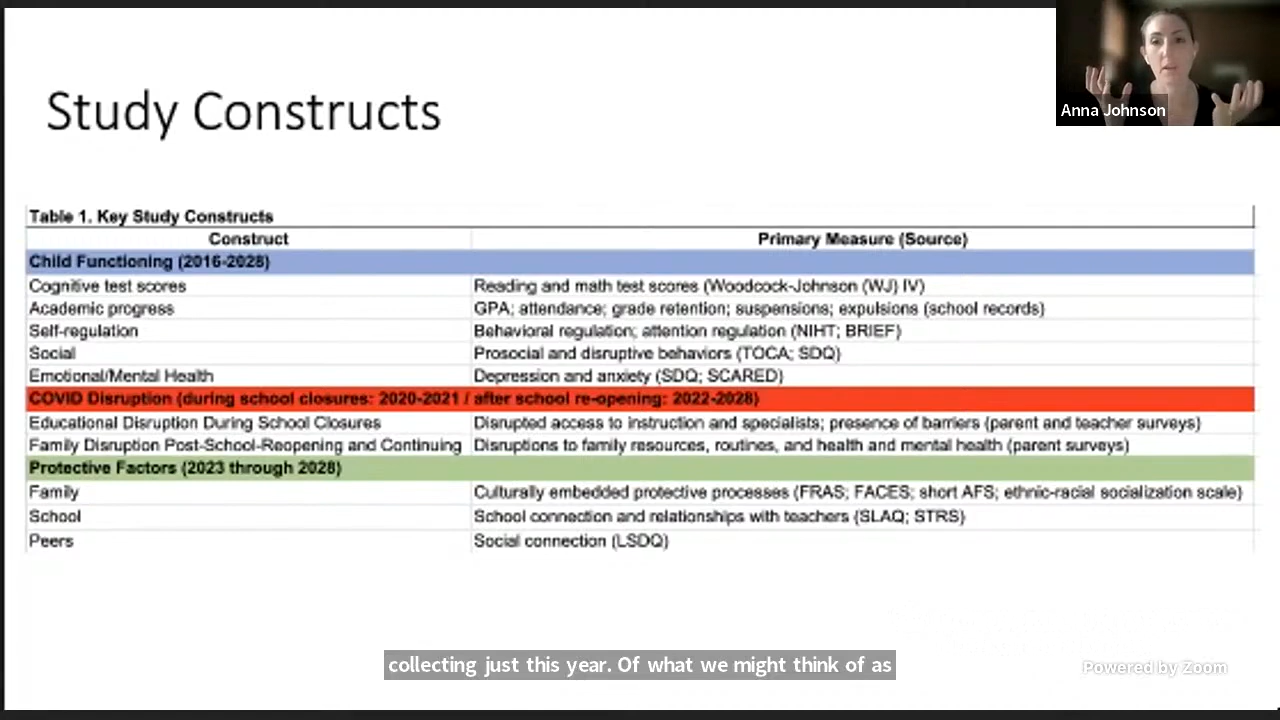 Study Constructs
Anna Johnson
Table 1. Key Study Constructs
Construct Primary Measure (Source)
Child Functioning (2016-2028)
Cognitive test scores Reading and math test scores (Woodcock-Johnson (WJ) IV)
Academic progress GPA; attendance; grade retention; suspensions; expulsions (school records)
Self-regulation Behavioral regulation; attention regulation (NIHT; BRIEF)
Social Prosocial and disruptive behaviors (TOCA; SDQ)
Emotional/Mental Health Depression and anxiety (SDQ; SCARED)
COVID Disruption (during school closures: 2020-2021 / after school re-opening: 2022-2028)
Educational Disruption During School Closures Disrupted access to instruction and specialists; presence of barriers (parent and teacher surveys)
Family Disruption Post-School-Reopening and Continuing Disruptions to family resources, routines, and health and mental health (parent surveys)
Protective Factors (2023 through 2028)
Family Culturally embedded protective processes (FRAS; FACES; short AFS; ethnic-racial socialization scale)
School School connection and relationships with teachers (SLAQ; STRS)
Peers Social connection (LSDQ)
collecting just this year. Of what we might think of as
Powered by Zoom